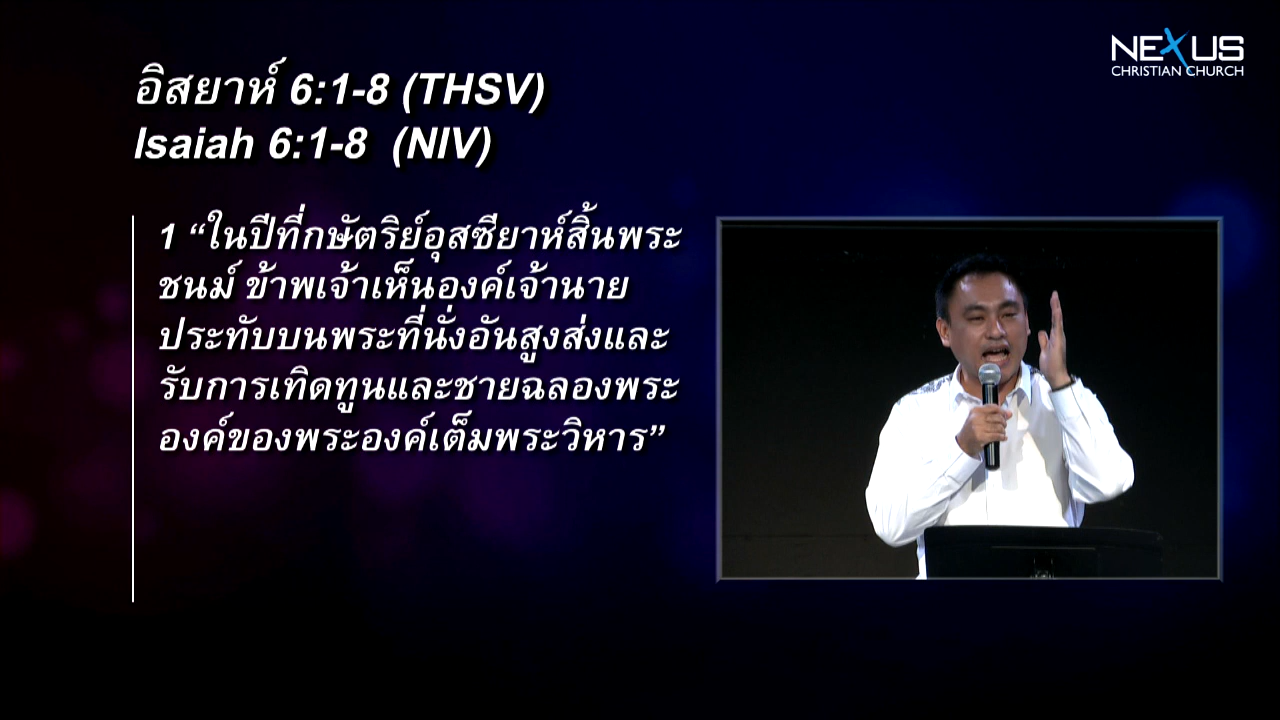 NEXUS
CHRISTIAN CHURCH
อิสยาห์ 6:1-8 (THSV)
Isaiah 6:1-8 (NIV)
1 “ในปีที่กษัตริย์อุสซียาห์สิ้นพระ
ชนม์ ข้าพเจ้าเห็นองค์เจ้านาย
ประทับบนพระที่นั่งอันสูงส่งและ
รับการเทิดทูนและชายฉลองพระ
องค์ของพระองค์เต็มพระวิหาร”